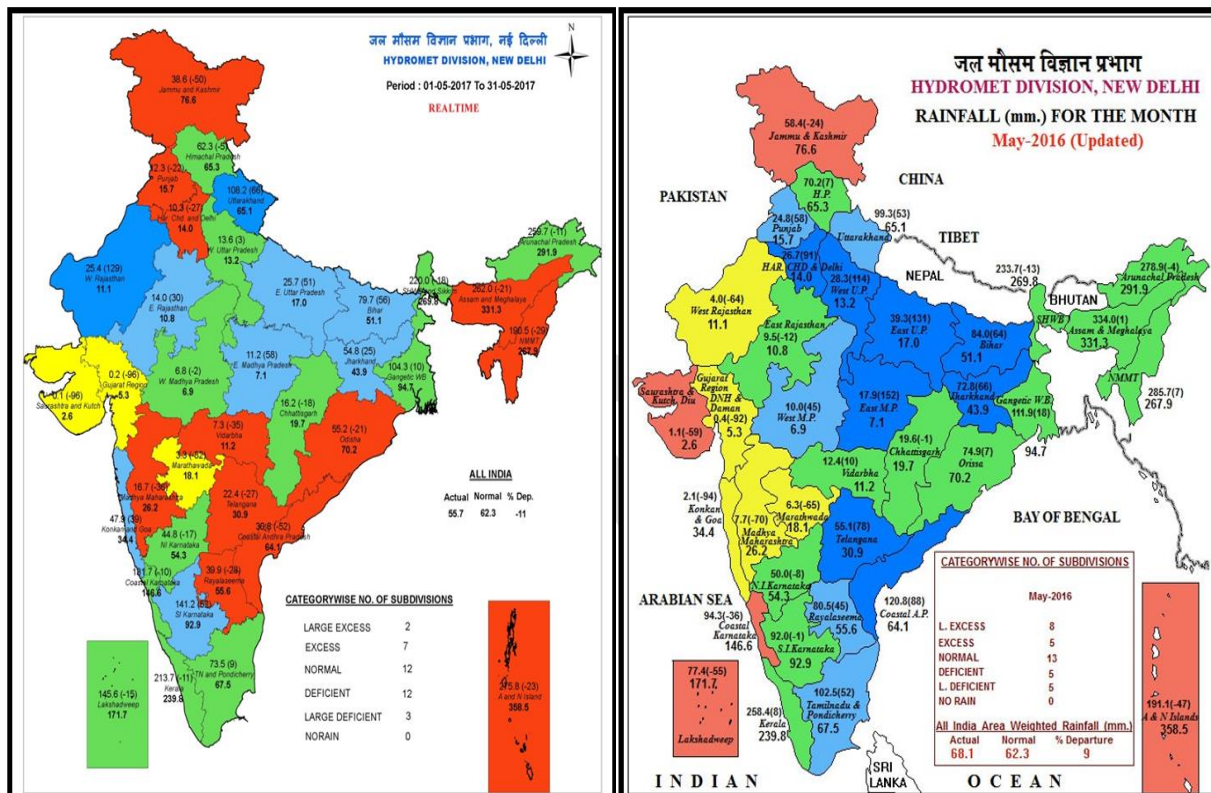 जल मौसम विज्ञान प्रभाग, नई दिल्ली
HYDROMET DIVISION, NEW DELHI
N
Period : 01-05-2017 To 31-05-2017
REALTIME
38.6 (-50)
Jammu and Kashmir
76.6
62.3 (-5)
Himachal Pradesh
65.3
12.3 (-22)
Punjab
15.7
108.2 (66)
Uttarakhand
65.1
10.3 (-27)
Har. Chd. and Delhi
14.0
13.6 (3)
W. Uttar Pradesh
13.2
25.4 (129)
W. Rajasthan
11.1
14.0 (30)
E. Rajasthan
10.8
25.7 (51)
E. Uttar Pradesh
17.0
79.7 (56)
Bihar
51.1
220.0 (-18)
269.8
259.7 (-11)
Arunachal Pradesh
291.9
262.0 (-21)
Assam and Meghalaya
331.3
190.5 (-29)
NMMT
267.9
0.1 (-96)
Saurashtra and Kutch
2.6
0.2 (-96)
Gujarat Region
5.3
6.8 (-2)
W. Madhya Pradesh
6.9
11.2 (58)
E. Madhya Pradesh
7.1
54.8 (25)
Jharkhand
43.9
104.3 (10)
Gangetic WB
94.7
16.2 (-18)
Chhattisgarh
19.7
7.3 (-35)
Vidarbha
11.2
55.2 (-21)
Odisha
70.2
3.3 (-82)
Marathawada
18.1
16.7 (-36)
Madhya Maharashtra
26.2
22.4 (-27)
Telangana
30.9
47.9 (39)
Konkan and Goa
34.4
30.8 (-52)
Coastal Andhra Pradesh
64.1
44.8 (-17)
NI Karnataka
54.3
131.7 (-10)
Coastal Karnataka
146.6
39.9 (-28)
Rayalaseema
55.6
141.2 (52)
SI Karnataka
92.9
73.5 (9)
TN and Pondicherry
67.5
213.7 (-11)
Kerala
239.8
145.6 (-15)
Lakshadweep
171.7
275.8 (-23)
A and N Island
358.5
ALL INDIA
Actual Normal % Dep.
55.7 62.3 -11
CATEGORYWISE NO. OF SUBDIVISIONS
LARGE EXCESS 2
EXCESS 7
NORMAL 12
DEFICIENT 12
LARGE DEFICIENT 3
NORAIN 0
जल मौसम विज्ञान प्रभाग
HYDROMET DIVISION, NEW DELHI
RAINFALL (mm.) FOR THE MONTH
May-2016 (Updated)
58.4(-24)
Jammu & Kashmir
76.6
PAKISTAN
CHINA
TIBET
NEPAL
BHUTAN
70.2(7)
H.P.
65.3
24.8(58)
Punjab
15.7
99.3(53)
65.1
Uttarakhand
26.7(91)
HAR. CHD & Delhi
14.0
28.3(114)
West U.P.
13.2
4.0(-64)
West Rajasthan
11.1
East Rajasthan
9.5(-12)
10.8
39.3(131)
East U.P.
17.0
84.0(64)
Bihar
51.1
233.7(-13)
269.8
SHWB
278.9(-4)
Arunachal Pradesh
291.9
334.0(1)
Assam & Meghalaya
331.3
NMMT
285.7(7)
267.9
Saurashtra &
Kutch, Diu
1.1(-59)
2.6
Gujarat
Region
DNH &
Daman
0.4(-92)
5.3
10.0(45)
West M.P.
6.9
17.9(152)
East M.P.
7.1
72.8(66)
Jharkhand
43.9
Gangetic W.B.
111.9(18)
94.7
19.6(-1)
Chhattisgarh
19.7
74.9(7)
Orissa
70.2
12.4(10)
Vidarbha
11.2
2.1(-94)
Konkan
& Goa
34.4
7.7(-70)
Madhya
Maharashtra
26.2
6.3(-65)
Marathwada
18.1
55.1(78)
Telangana
30.9
BAY OF BENGAL
ARABIAN SEA
50.0(-8)
N.I.Karnataka
54.3
80.5(45)
Rayalaseema
55.6
120.8(88)
Coastal A.P.
64.1
94.3(-36)
Coastal
Karnataka
146.6
92.0(-1)
S.I.Karnataka
92.9
102.5(52)
Tamilnadu &
Pondicherry
67.5
258.4(8)
Kerala
239.8
77.4(-55)
171.7
Lakshadweep
191.1(-47)
A & N Islands
358.5
CATEGORYWISE NO. OF SUBDIVISIONS
May-2016
L. EXCESS 8
EXCESS 5
NORMAL 13
DEFICIENT 5
L. DEFICIENT 5
NO RAIN 0
All India Area Weighted Rainfall (mm.)
Actual Normal % Departure
68.1 62.3 9
SRI
LANKA
INDIAN OCEAN